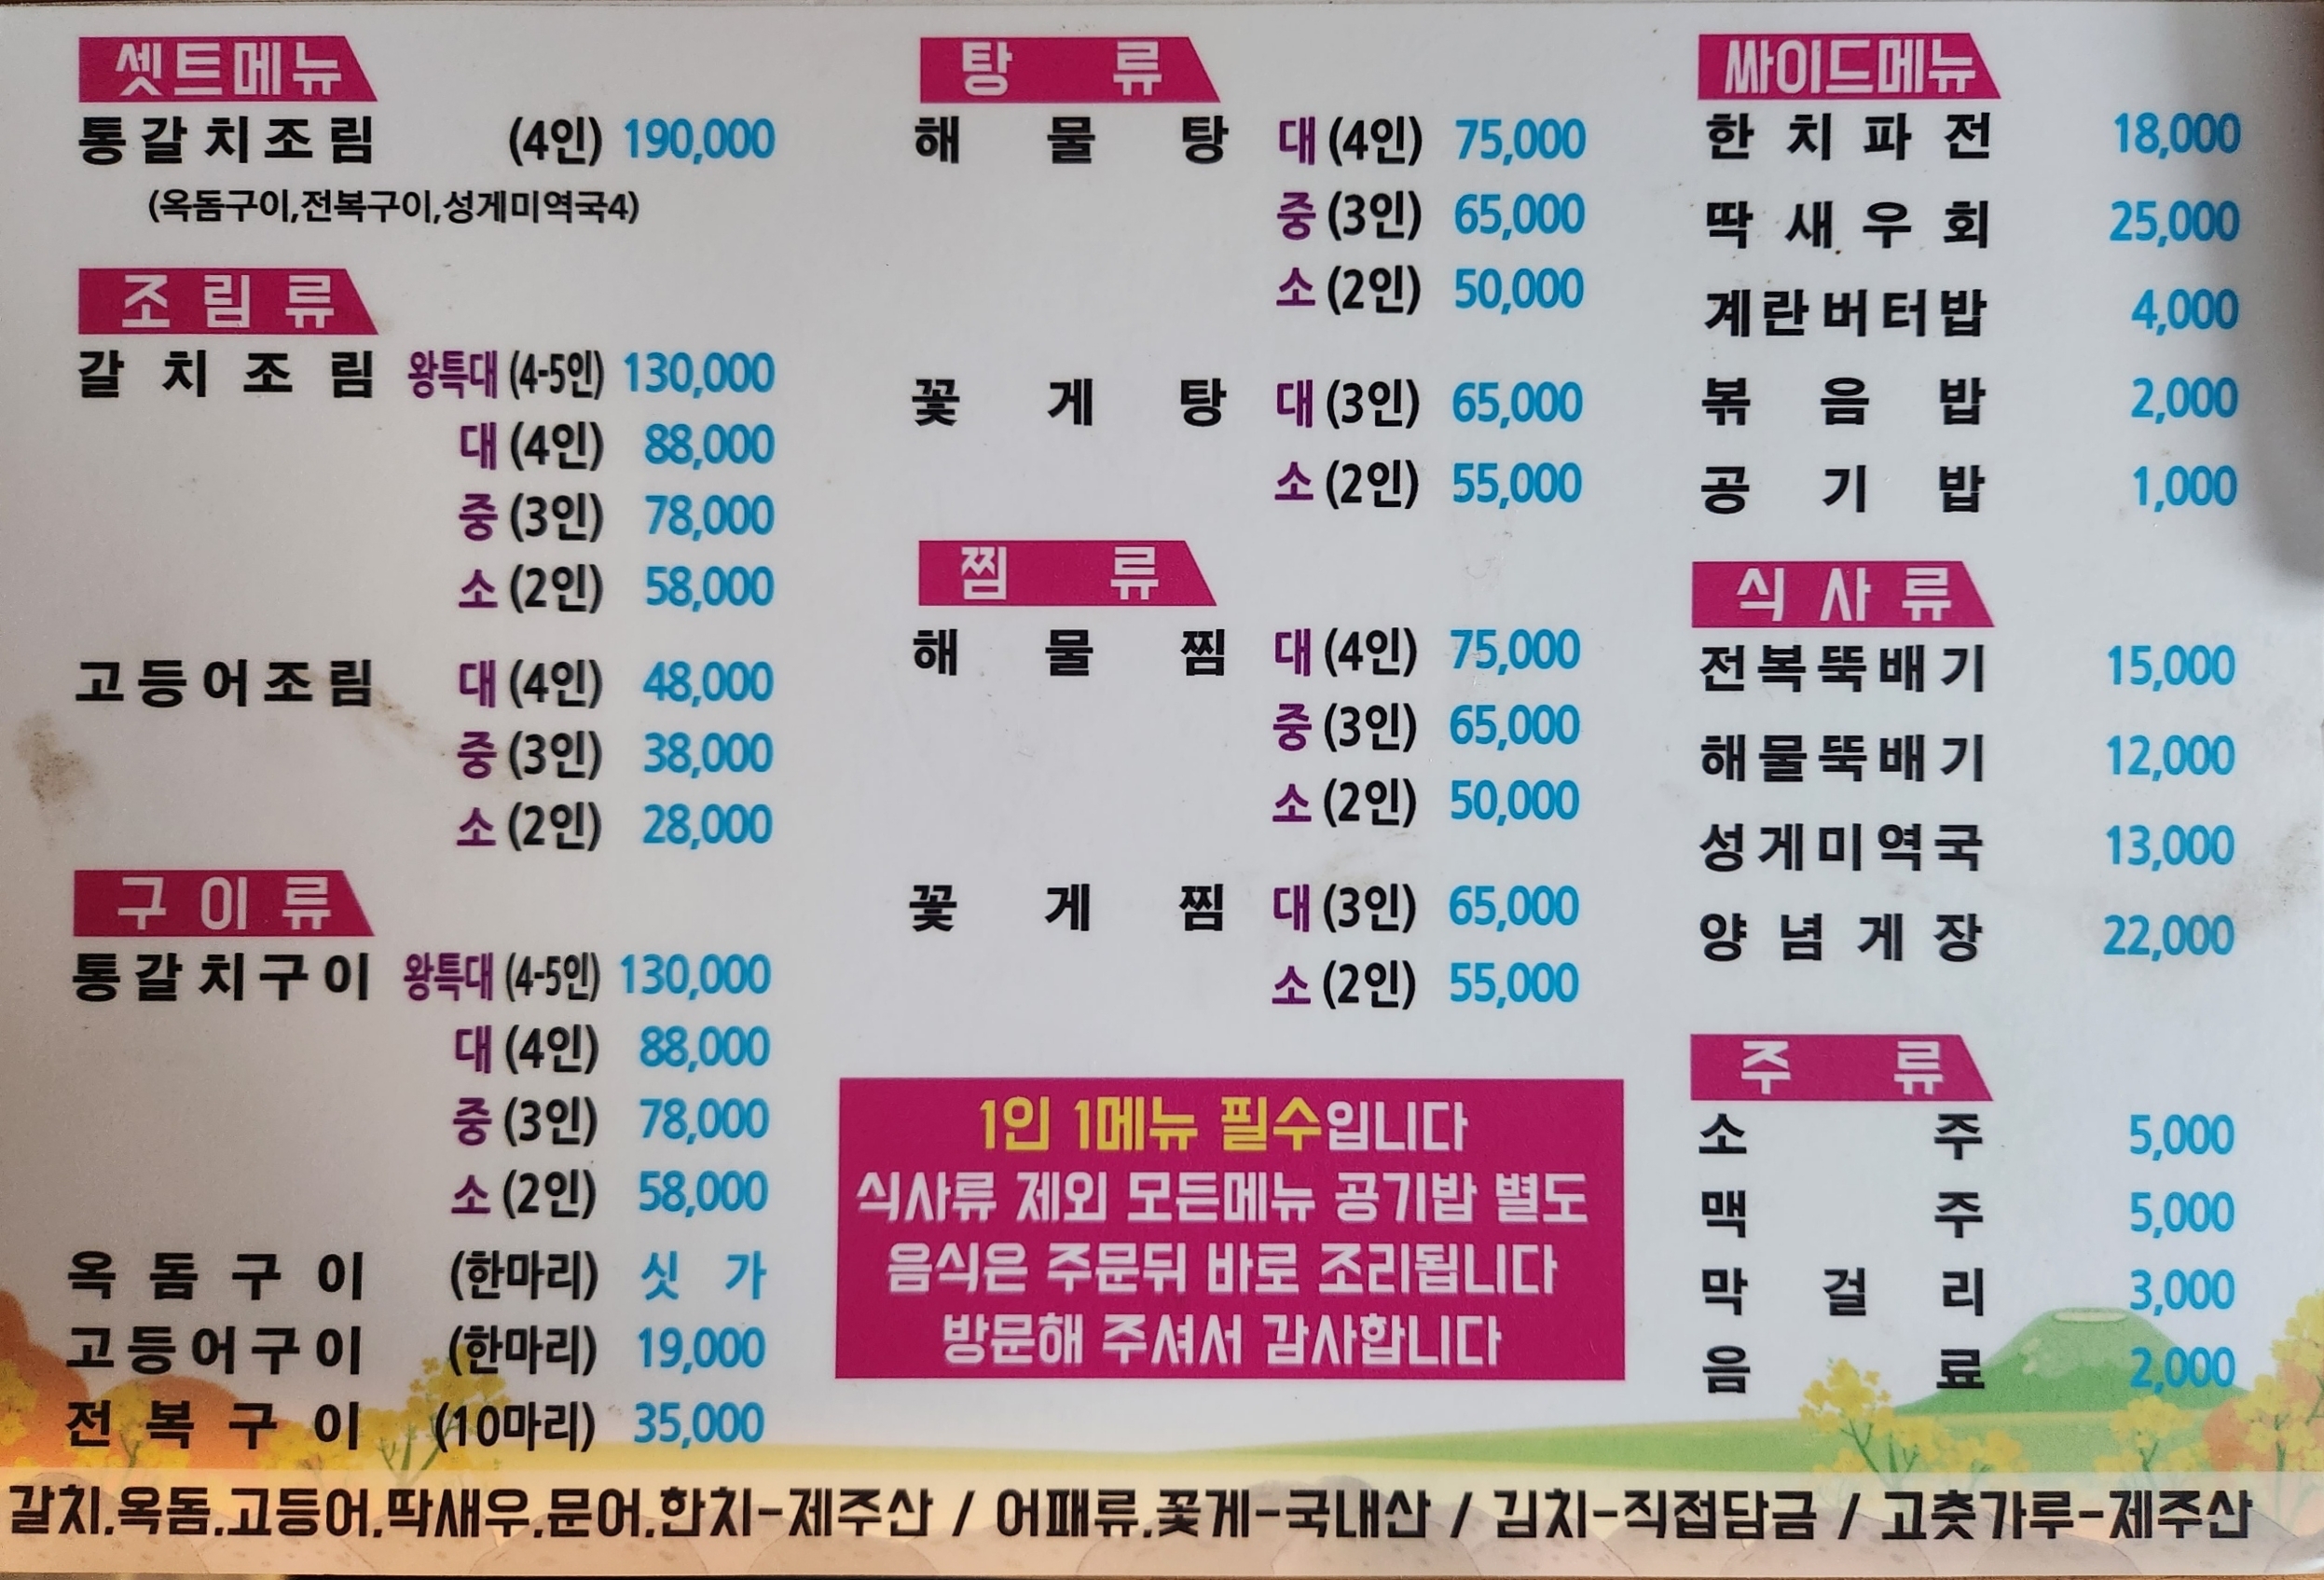 셋트메뉴
통갈치조림 (4인) 190,000
(옥돔구이,전복구이,성게미역국4)
조림류
갈치조림 왕특대 (4-5인) 130,000
대 (4인) 88,000
중 (3인) 78,000
소 (2인) 58,000
고등어조림 대 (4인) 48,000
중 (3인) 38,000
소 (2인) 28,000
구이류
통갈치구이 왕특대 (4-5인) 130,000
대 (4인) 88,000
중 (3인) 78,000
소 (2인) 58,000
옥돔구이 (한마리) 싯가
고등어구이 (한마리) 19,000
전복구이 (10마리) 35,000
탕류
해물탕 대 (4인) 75,000
중 (3인) 65,000
소 (2인) 50,000
꽃게탕 대 (3인) 65,000
소 (2인) 55,000
찜류
해물찜 대 (4인) 75,000
중 (3인) 65,000
소 (2인) 50,000
꽃게찜 대 (3인) 65,000
소 (2인) 55,000
1인 1메뉴 필수입니다
식사류 제외 모든메뉴 공기밥 별도
음식은 주문뒤 바로 조리됩니다
방문해 주셔서 감사합니다
싸이드메뉴
한치파전 18,000
딱새우회 25,000
계란버터밥 4,000
볶음밥 2,000
공기밥 1,000
식사류
전복뚝배기 15,000
해물뚝배기 12,000
성게미역국 13,000
양념게장 22,000
주류
소주 5,000
맥주 5,000
막걸리 3,000
음료 2,000
갈치.옥돔.고등어.딱새우.문어.한치-제주산 / 어패류.꽃게-국내산 / 김치-직접담금 / 고춧가루-제주산